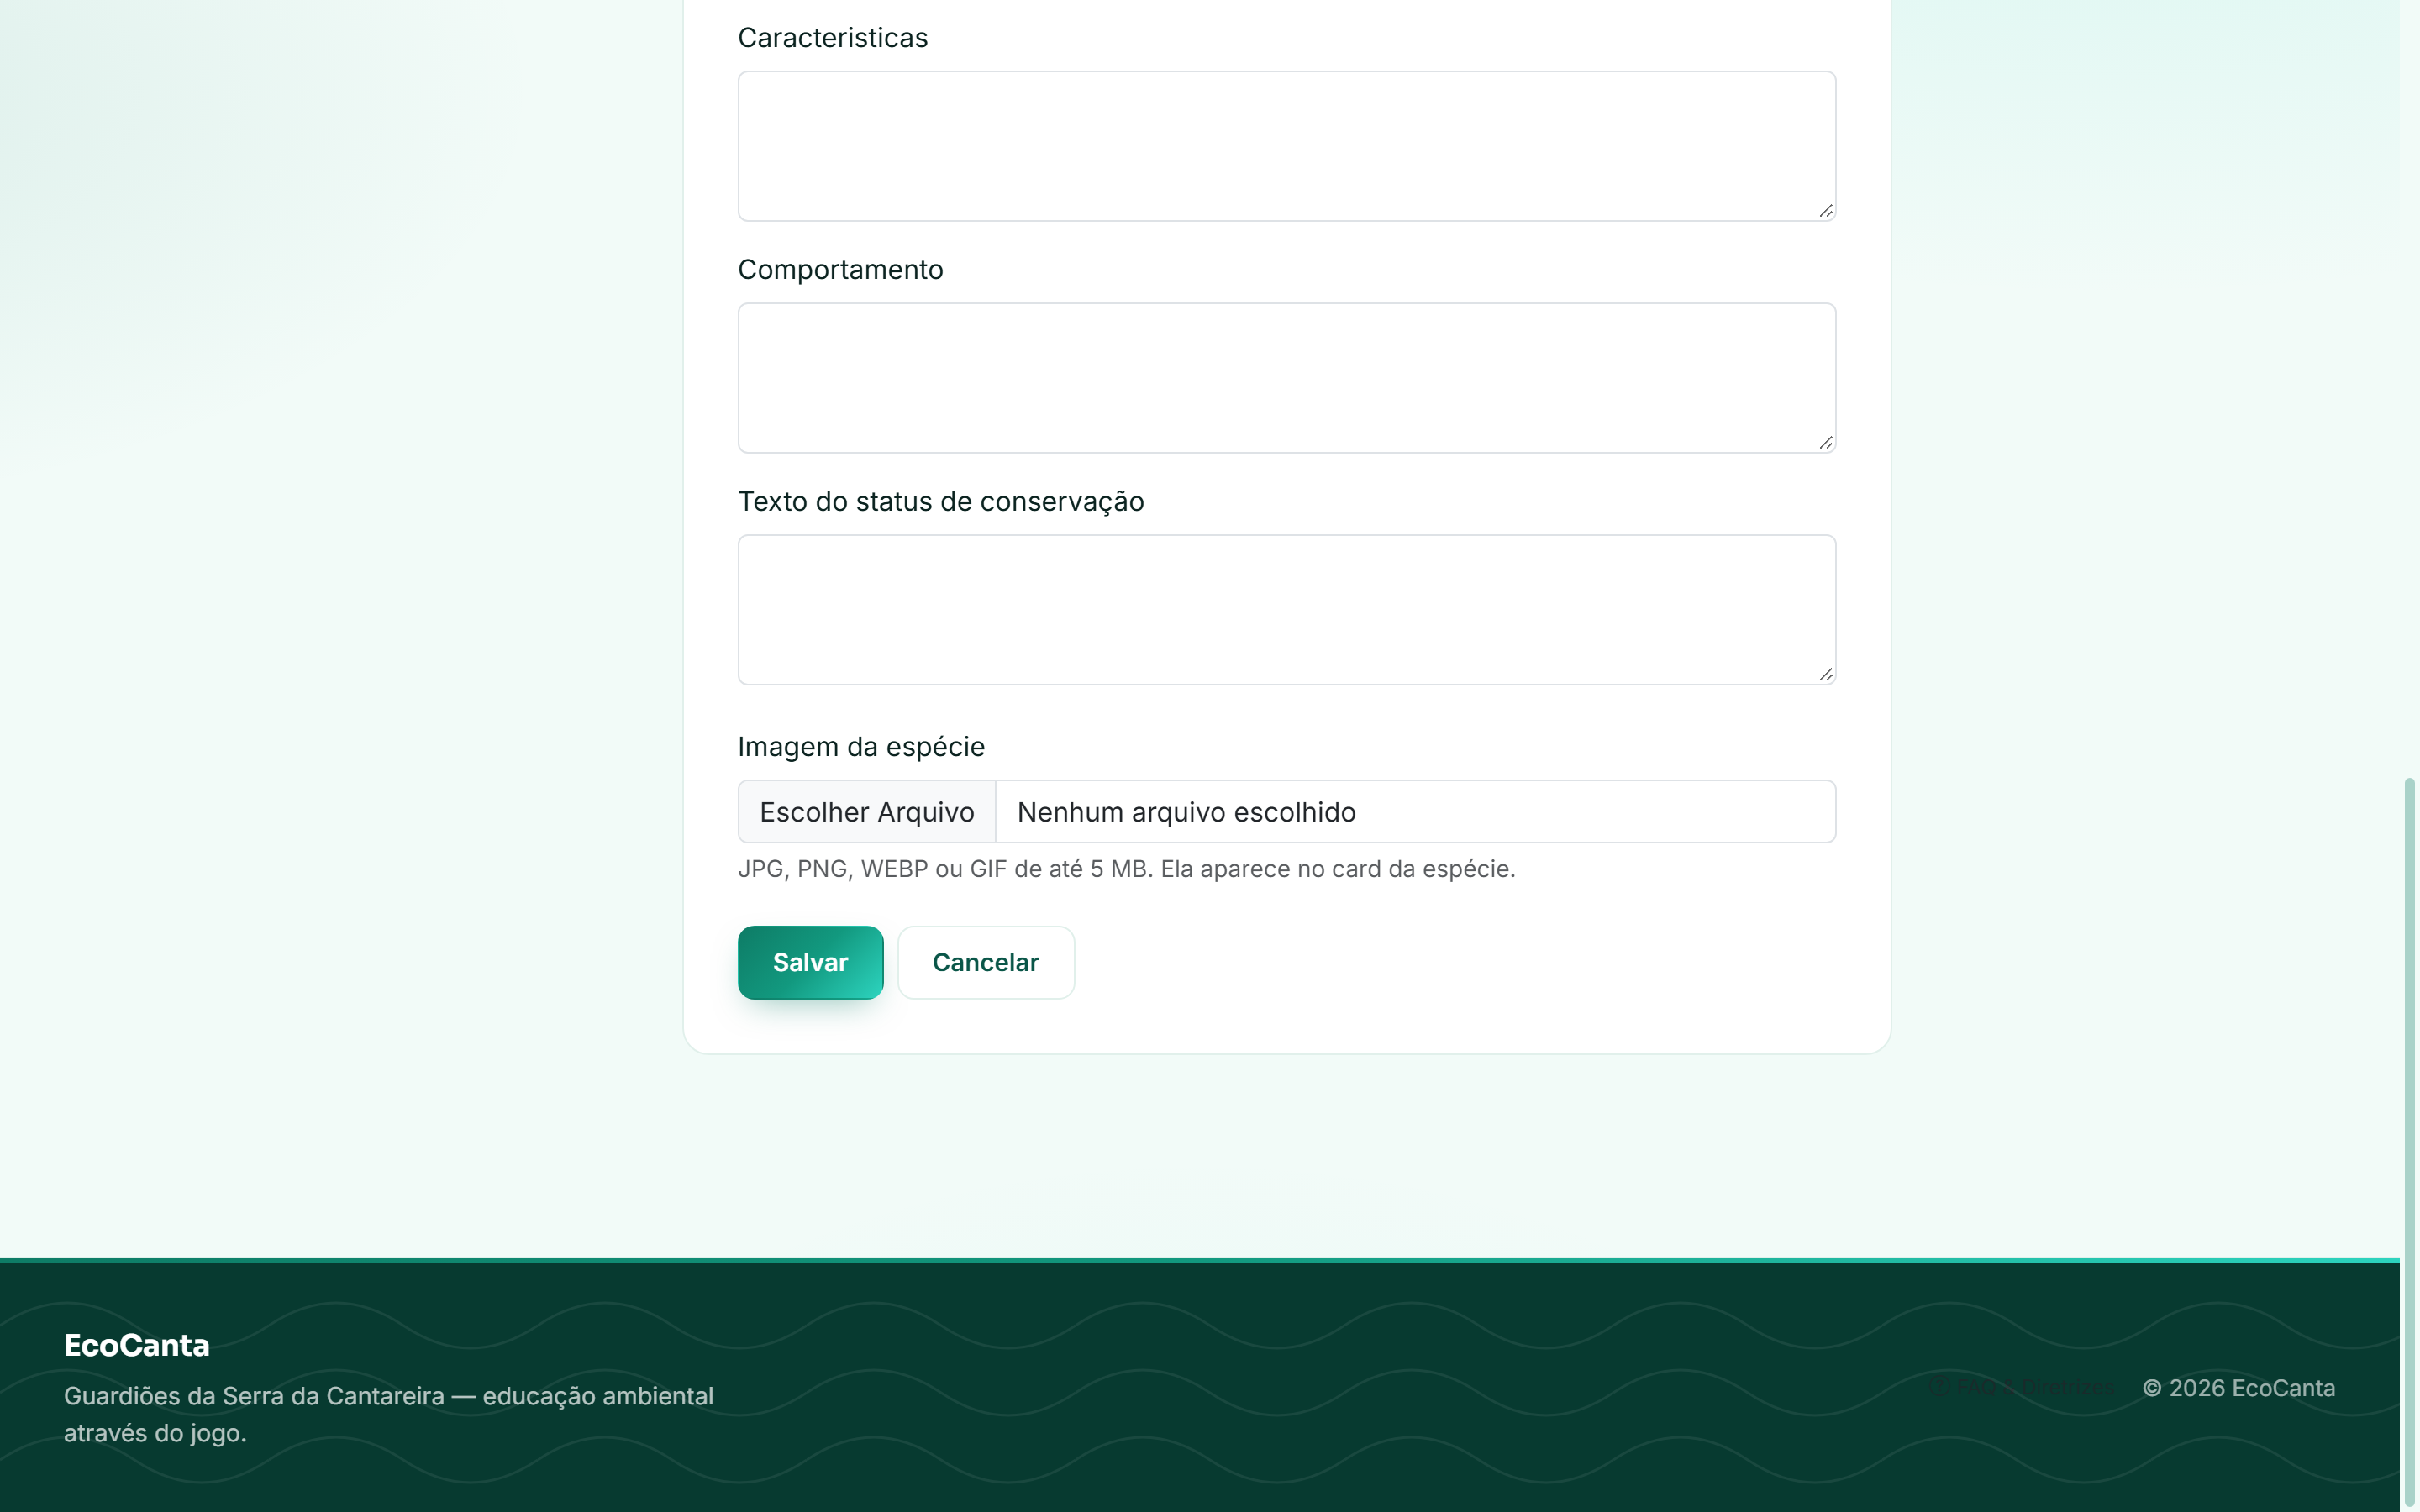 Caracteristicas
Comportamento
Texto do status de conservação
Imagem da espécie
Escolher Arquivo Nenhum arquivo escolhido
JPG, PNG, WEBP ou GIF de até 5 MB. Ela aparece no card da espécie.
Salvar Cancelar
EcoCanta
Guardiões da Serra da Cantareira — educação ambiental
através do jogo.
FAQ & Diretrizes © 2026 EcoCanta